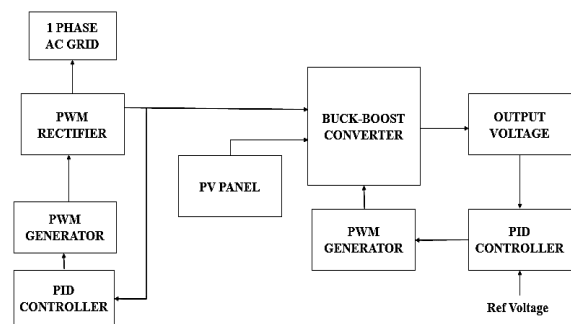 1 PHASE
AC GRID
PWM
RECTIFIER
BUCK-BOOST
CONVERTER
OUTPUT
VOLTAGE
PV PANEL
PWM
GENERATOR
PWM
GENERATOR
PID
CONTROLLER
PID
CONTROLLER
Ref Voltage